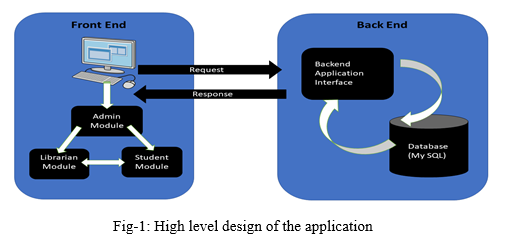 Front End
Back End
Request
Response
Admin
Module
Librarian
Module
Student
Module
Backend
Application
Interface
Database
(My SQL)
Fig-1: High level design of the application